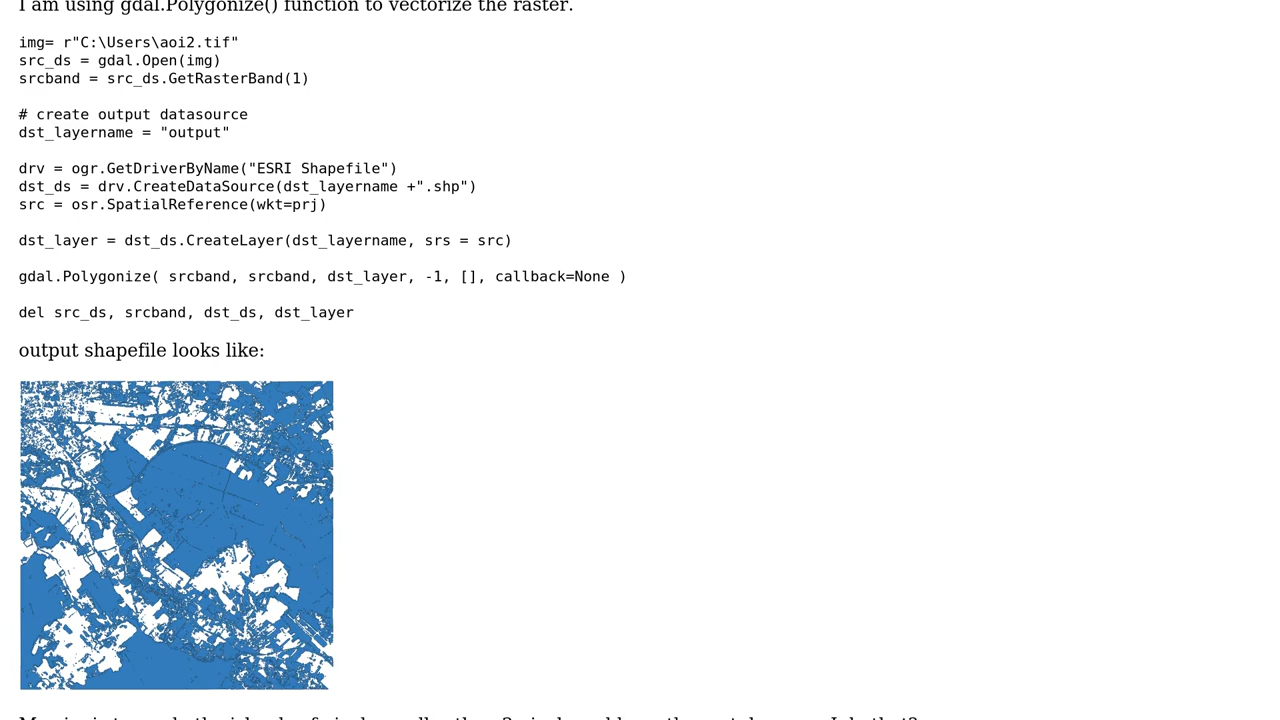 I am using gdal.Polygonize() function to vectorize the raster.
img= r"C:\Users\aoi2.tif"
src_ds = gdal.Open(img)
srcband = src_ds.GetRasterBand(1)
# create output datasource
dst_layername = "output"
drv = ogr.GetDriverByName("ESRI Shapefile")
dst_ds = drv.CreateDataSource(dst_layername +".shp")
src = osr.SpatialReference(wkt=prj)
dst_layer = dst_ds.CreateLayer(dst_layername, srs = src)
gdal.Polygonize( srcband, srcband, dst_layer, -1, [], callback=None )
del src_ds, srcband, dst_ds, dst_layer
output shapefile looks like: